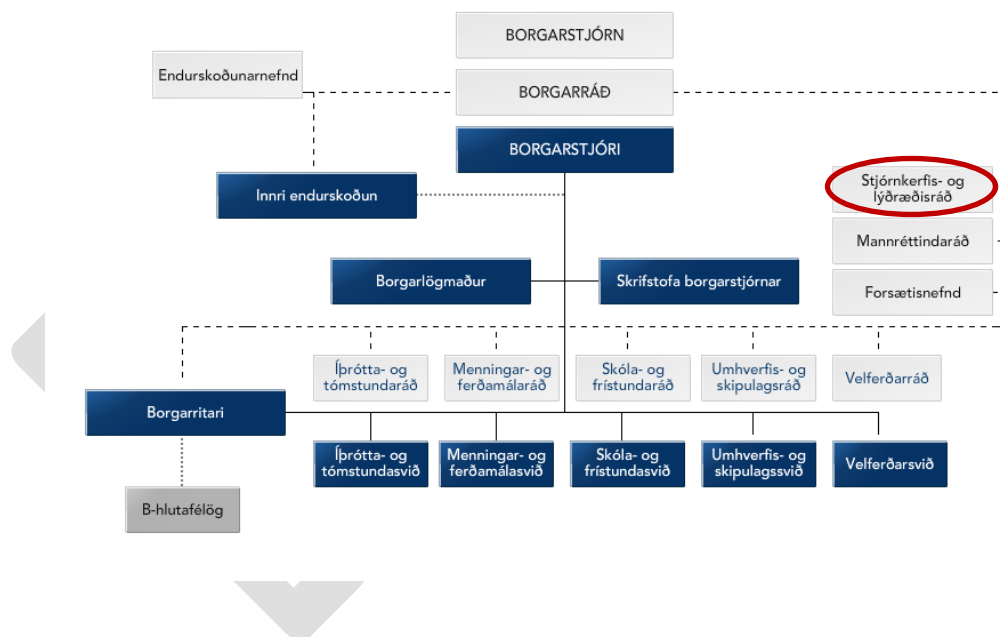 BORGARSTJÓRN
Endurskoðunarnefnd
BORGARRÁÐ
BORGARSTJÓRI
Innri endurskoðun
Stjórnkerfis- og
lýðræðisráð
Mannréttindaráð
Borgarlögmaður
Skrifstofa borgarstjórnar
Forsætisnefnd
Íþrótta- og
tómstundaráð
Menningar- og
ferðamálaráð
Skóla- og
frístundaráð
Umhverfis- og
skipulagsráð
Velferðarráð
Borgarritari
Íþrótta- og
tómstundasvið
Menningar- og
ferðamálasvið
Skóla- og
frístundasvið
Umhverfis- og
skipulagssvið
Velferðarsvið
B-hlutafélög